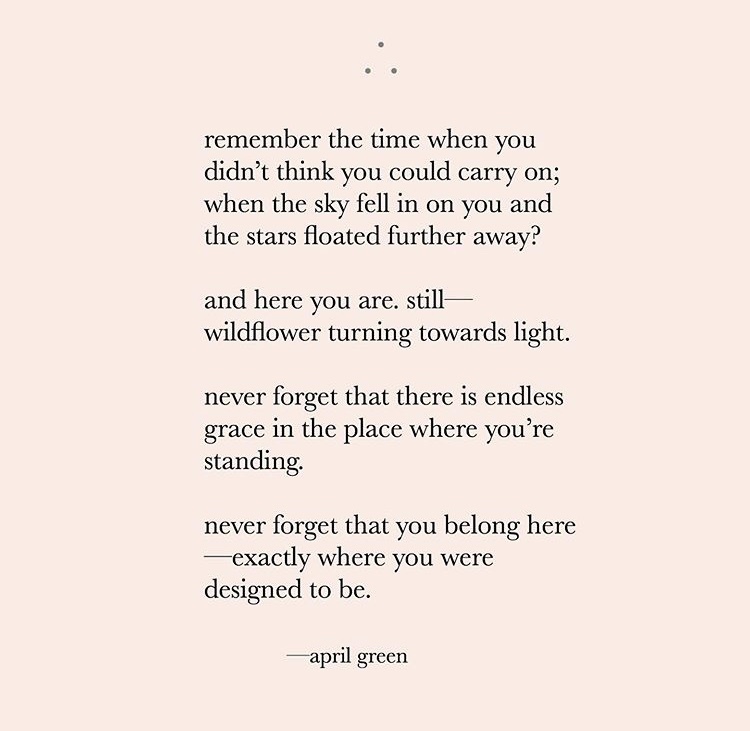 remember the time when you
didn’t think you could carry on;
when the sky fell in on you and
the stars floated further away?
and here you are. still—
wildflower turning towards light.
never forget that there is endless
grace in the place where you’re
standing.
never forget that you belong here
—exactly where you were
designed to be.
—april green